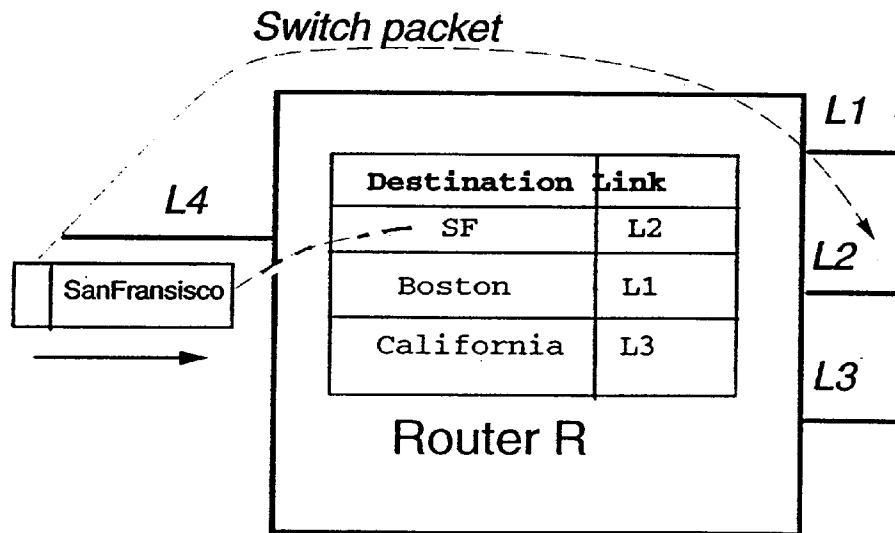 Switch packet
L1
Destination Link
L4
SF L2
L2
SanFransisco
Boston L1
California L3
L3
Router R